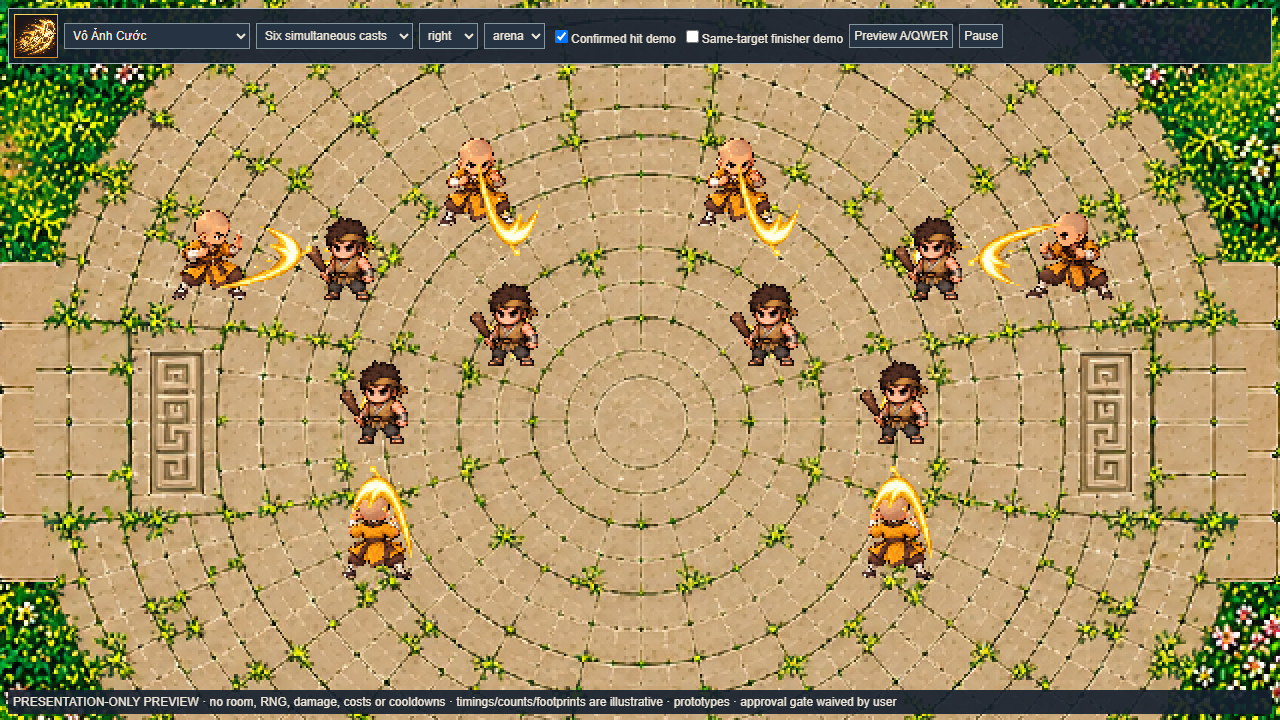 Vô Ảnh Cước Six simultaneous casts right arena Confirmed hit demo Same-target finisher demo Preview A/QWER Pause
PRESENTATION-ONLY PREVIEW · no room, RNG, damage, costs or cooldowns · timings/counts/footprints are illustrative · prototypes · approval gate waived by user